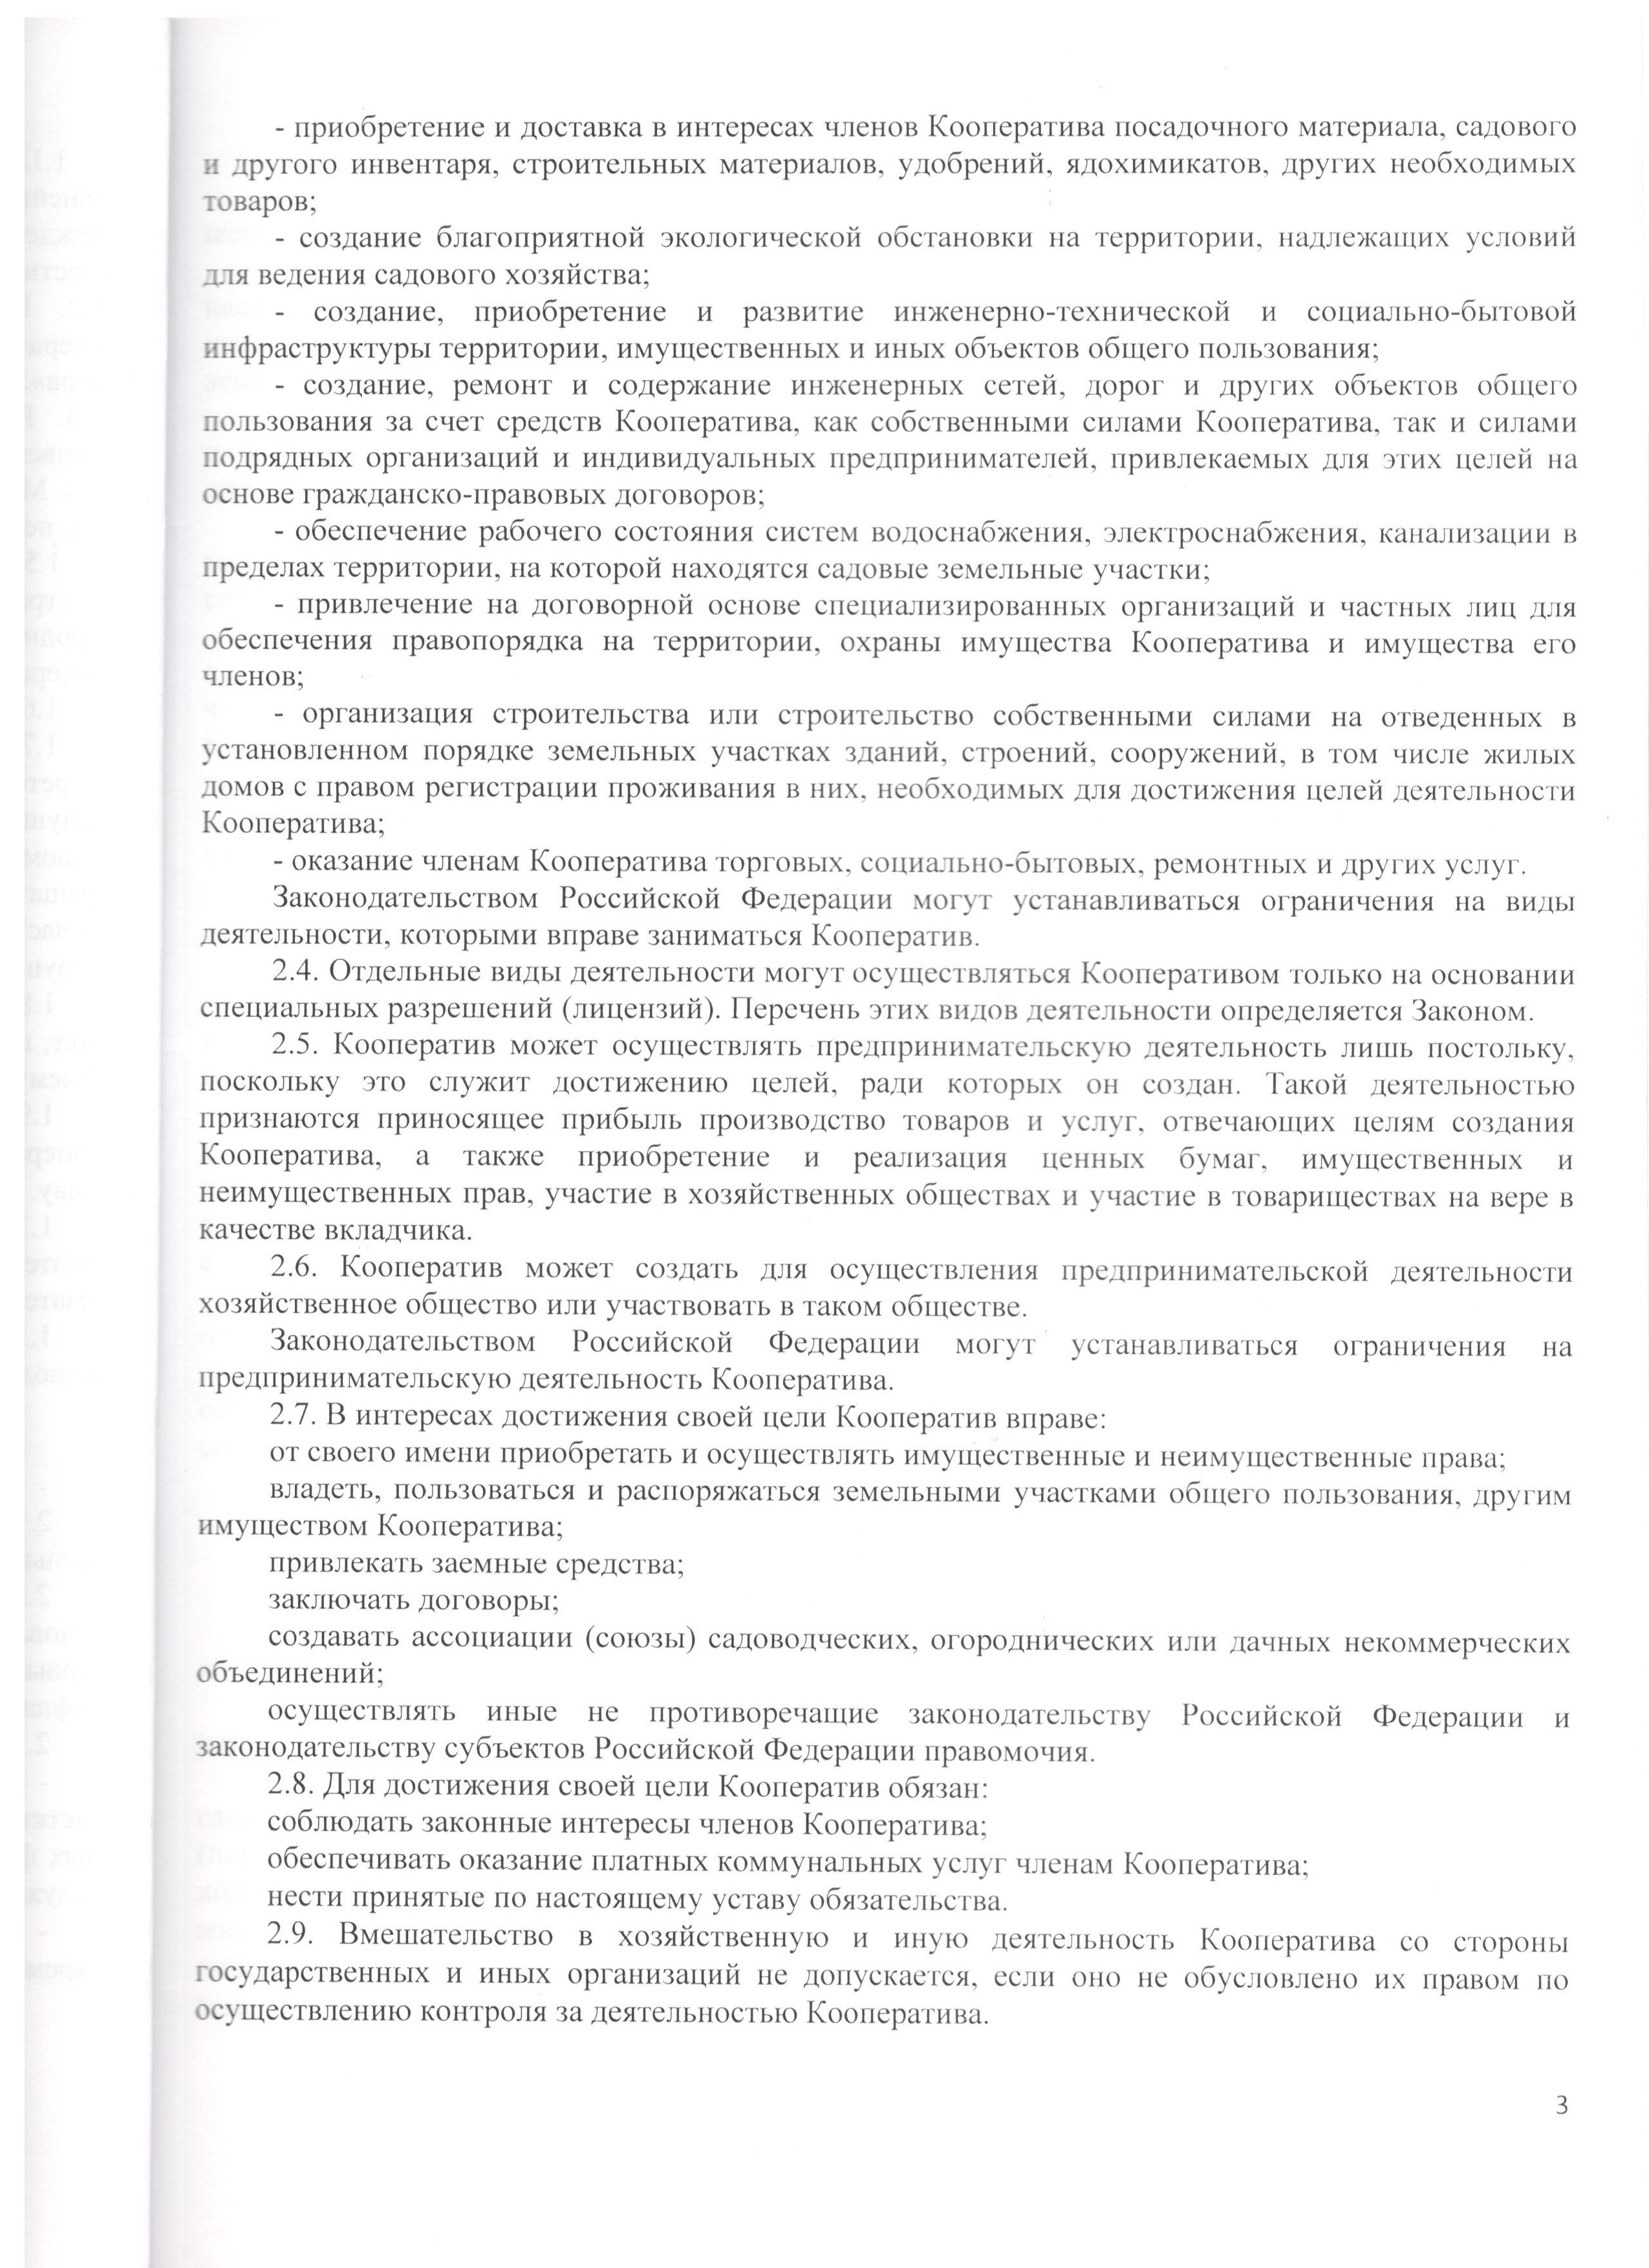 - приобретение и доставка в интересах членов Кооператива посадочного материала, садового
и другого инвентаря, строительных материалов, удобрений, ядохимикатов, других необходимых
товаров;
- создание благоприятной экологической обстановки на территории, надлежащих условий
для ведения садового хозяйства;
- создание, приобретение и развитие инженерно-технической и социально-бытовой
инфраструктуры территории, имущественных и иных объектов общего пользования;
- создание, ремонт и содержание инженерных сетей, дорог и других объектов общего
пользования за счет средств Кооператива, как собственными силами Кооператива, так и силами
подрядных организаций и индивидуальных предпринимателей, привлекаемых для этих целей на
основе гражданско-правовых договоров;
- обеспечение рабочего состояния систем водоснабжения, электроснабжения, канализации в
пределах территории, на которой находятся садовые земельные участки;
- привлечение на договорной основе специализированных организаций и частных лиц для
обеспечения правопорядка на территории, охраны имущества Кооператива и имущества его
членов;
- организация строительства или строительство собственными силами на отведенных в
установленном порядке земельных участках зданий, строений, сооружений, в том числе жилых
домов с правом регистрации проживания в них, необходимых для достижения целей деятельности
Кооператива;
- оказание членам Кооператива торговых, социально-бытовых, ремонтных и других услуг.
Законодательством Российской Федерации могут устанавливаться ограничения на виды
деятельности, которыми вправе заниматься Кооператив.
2.4. Отдельные виды деятельности могут осуществляться Кооперативом только на основании
специальных разрешений (лицензий). Перечень этих видов деятельности определяется Законом.
2.5. Кооператив может осуществлять предпринимательскую деятельность лишь постольку,
поскольку это служит достижению целей, ради которых он создан. Такой деятельностью
признаются приносящее прибыль производство товаров и услуг, отвечающих целям создания
Кооператива, а также приобретение и реализация ценных бумаг, имущественных и
неимущественных прав, участие в хозяйственных обществах и участие в товариществах на вере в
качестве вкладчика.
2.6. Кооператив может создать для осуществления предпринимательской деятельности
хозяйственное общество или участвовать в таком обществе.
Законодательством Российской Федерации могут устанавливаться ограничения на
предпринимательскую деятельность Кооператива.
2.7. В интересах достижения своей цели Кооператив вправе:
от своего имени приобретать и осуществлять имущественные и неимущественные права;
владеть, пользоваться и распоряжаться земельными участками общего пользования, другим
имуществом Кооператива;
привлекать заемные средства;
заключать договоры;
создавать ассоциации (союзы) садоводческих, огороднических или дачных некоммерческих
объединений;
осуществлять иные не противоречащие законодательству Российской Федерации и
законодательству субъектов Российской Федерации правомочия.
2.8. Для достижения своей цели Кооператив обязан:
соблюдать законные интересы членов Кооператива;
обеспечивать оказание платных коммунальных услуг членам Кооператива;
нести принятые по настоящему уставу обязательства.
2.9. Вмешательство в хозяйственную и иную деятельность Кооператива со стороны
государственных и иных организаций не допускается, если оно не обусловлено их правом по
осуществлению контроля за деятельностью Кооператива.
3